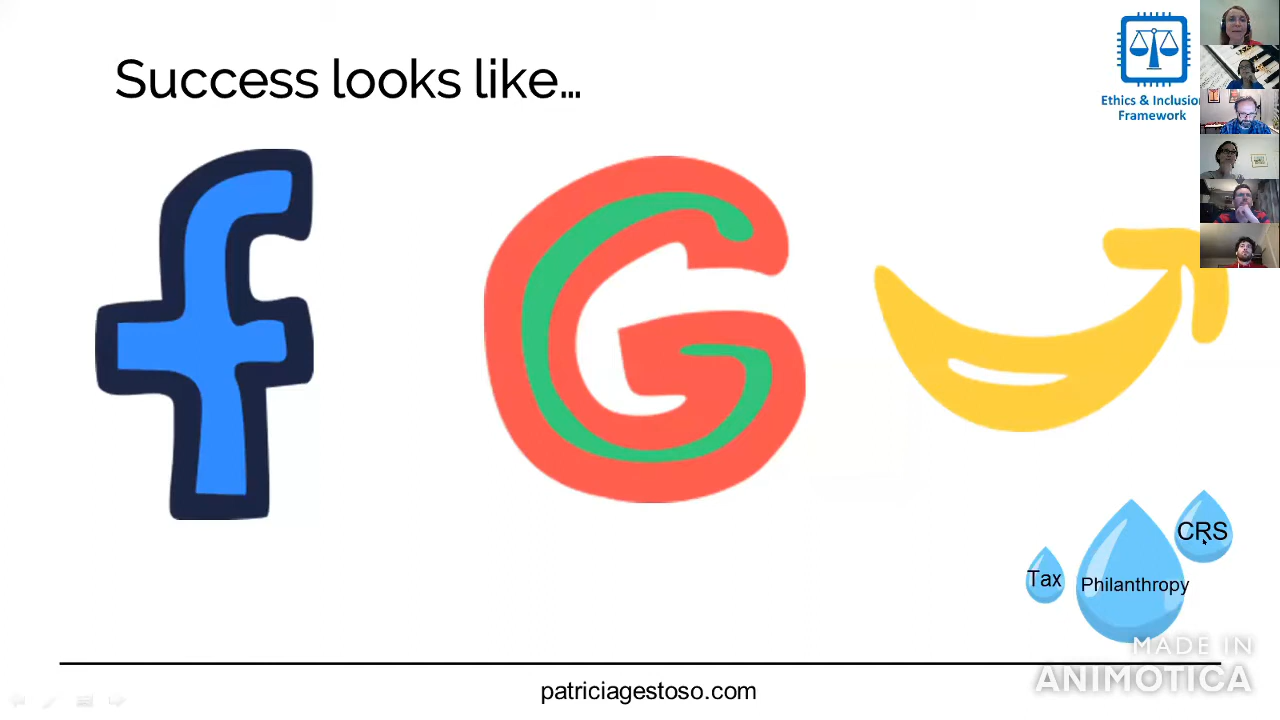 Success looks like...
Ethics & Inclusion
Framework
CRS
Tax
Philanthropy
MADE IN
ANIMOTICA
patriciagestoso.com